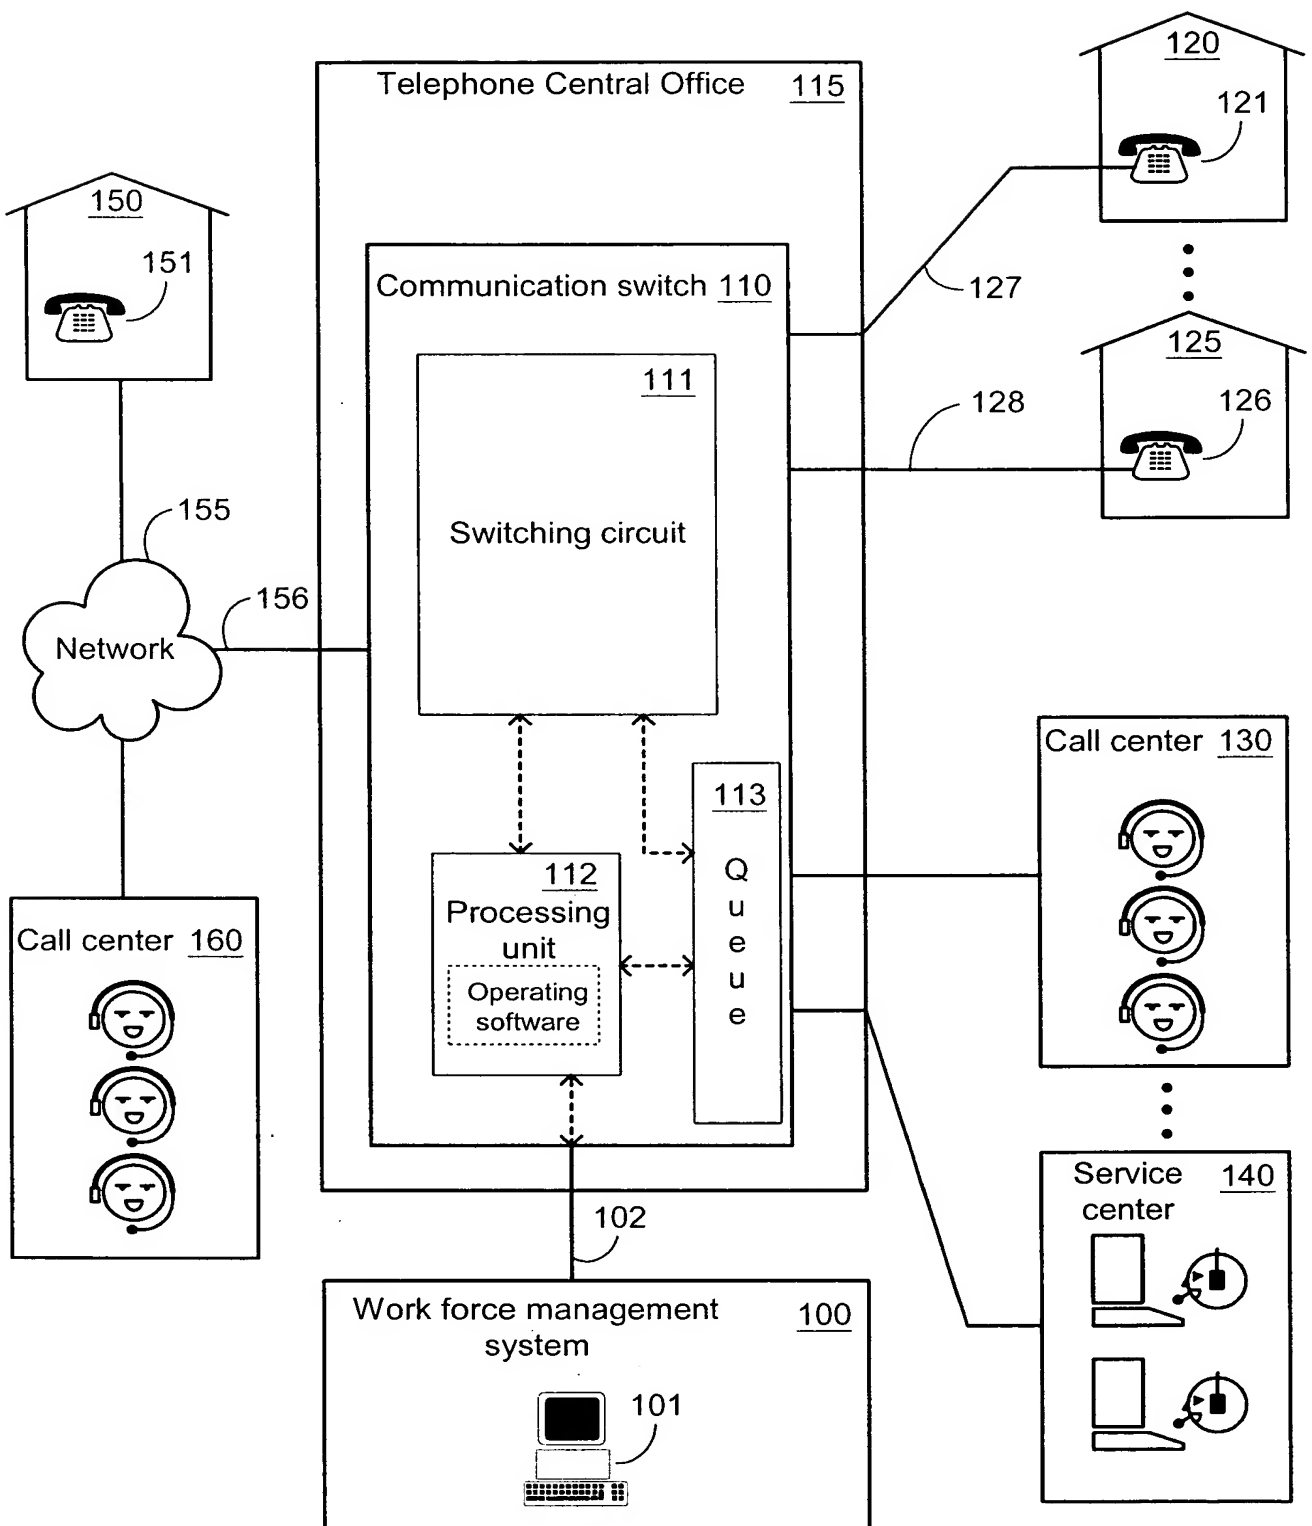 Telephone Central Office 115
120
121
150
151
Communication switch 110
127
125
111
128
126
155
Switching circuit
156
Network
Call center 130
113
Queue
112
Processing
unit
Operating
software
Call center 160
Service
center 140
102
Work force management
system 100
101